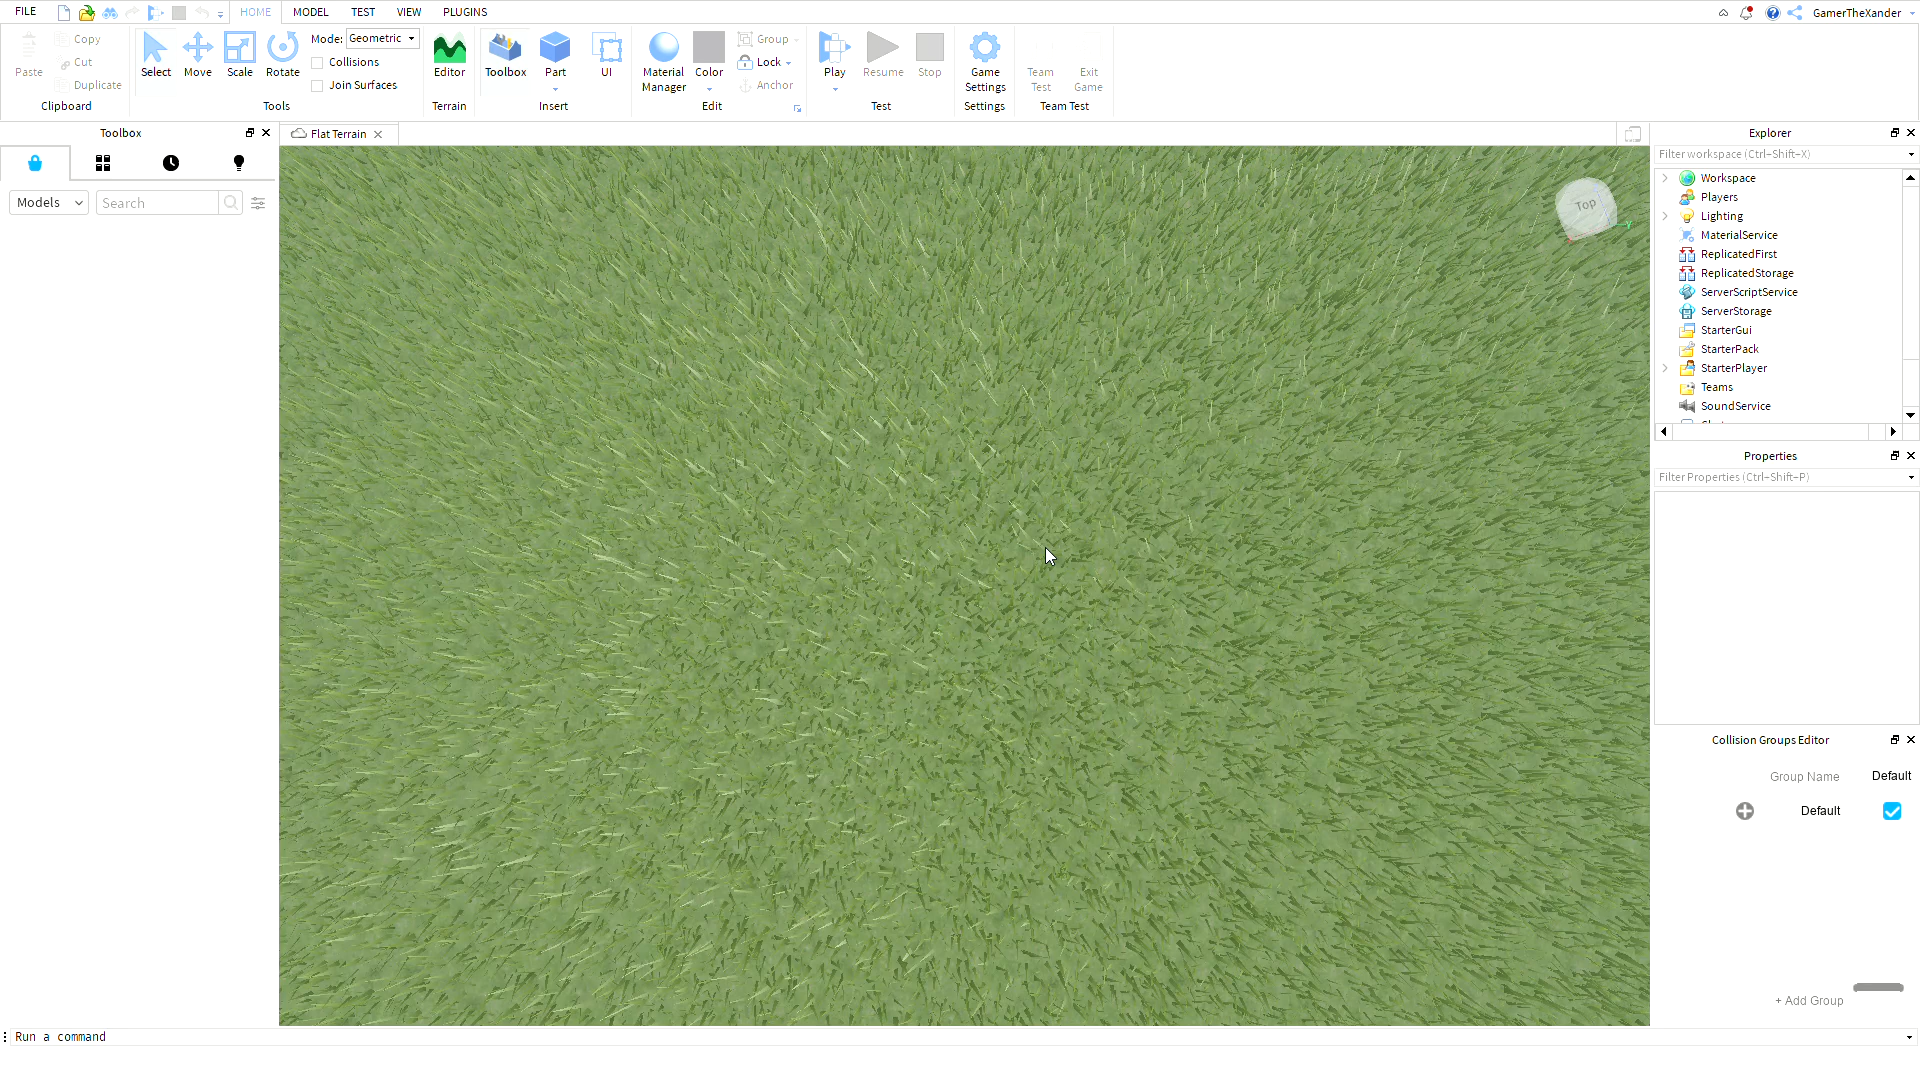 FILE HOME MODEL TEST VIEW PLUGINS GamerTheXander
Paste Copy Cut Duplicate
Clipboard
Select Move Scale Rotate
Mode: Geometric
Collisions
Join Surfaces
Tools
Editor
Terrain
Toolbox Part UI
Insert
Material Manager Color
Group
Lock
Anchor
Edit
Play Resume Stop
Test
Game Settings
Settings
Team Test Exit Game
Team Test
Toolbox
Models Search
Flat Terrain
Top
Y
Explorer
Filter workspace (Ctrl+Shift+X)
Workspace
Players
Lighting
MaterialService
ReplicatedFirst
ReplicatedStorage
ServerScriptService
ServerStorage
StarterGui
StarterPack
StarterPlayer
Teams
SoundService
Properties
Filter Properties (Ctrl+Shift+P)
Collision Groups Editor
Group Name Default
Default
+ Add Group
Run a command